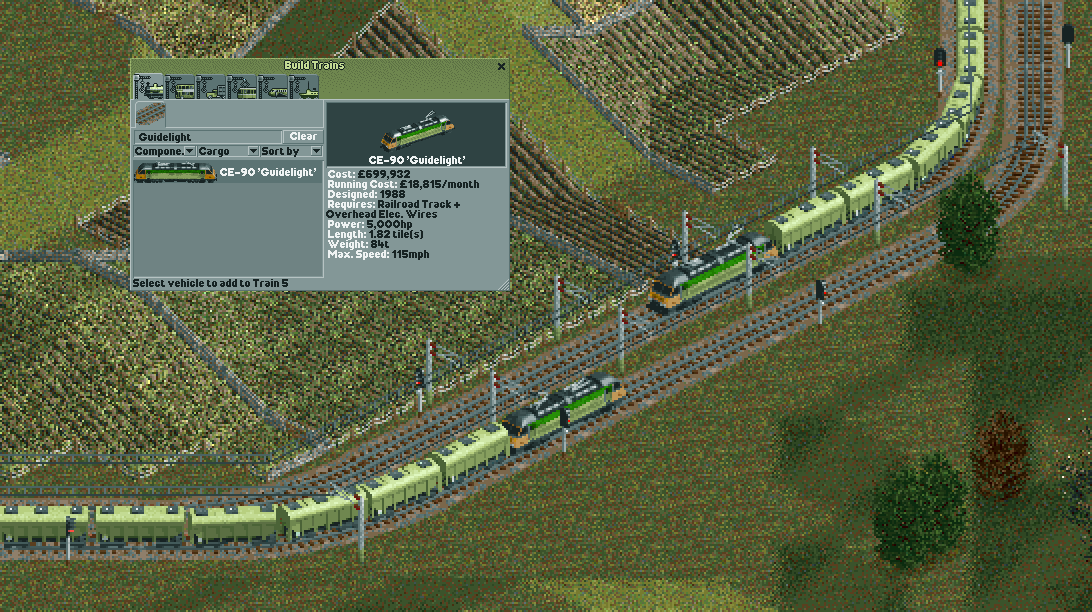 Build Trains
Guidelight
Clear
Compone.
Cargo
Sort by
CE-90 'Guidelight'
CE-90 'Guidelight'
Cost: £699,932
Running Cost: £18,815/month
Designed: 1988
Requires: Railroad Track +
Overhead Elec. Wires
Power: 5,000hp
Length: 1.82 tile(s)
Weight: 84t
Max. Speed: 115mph
Select vehicle to add to Train 5